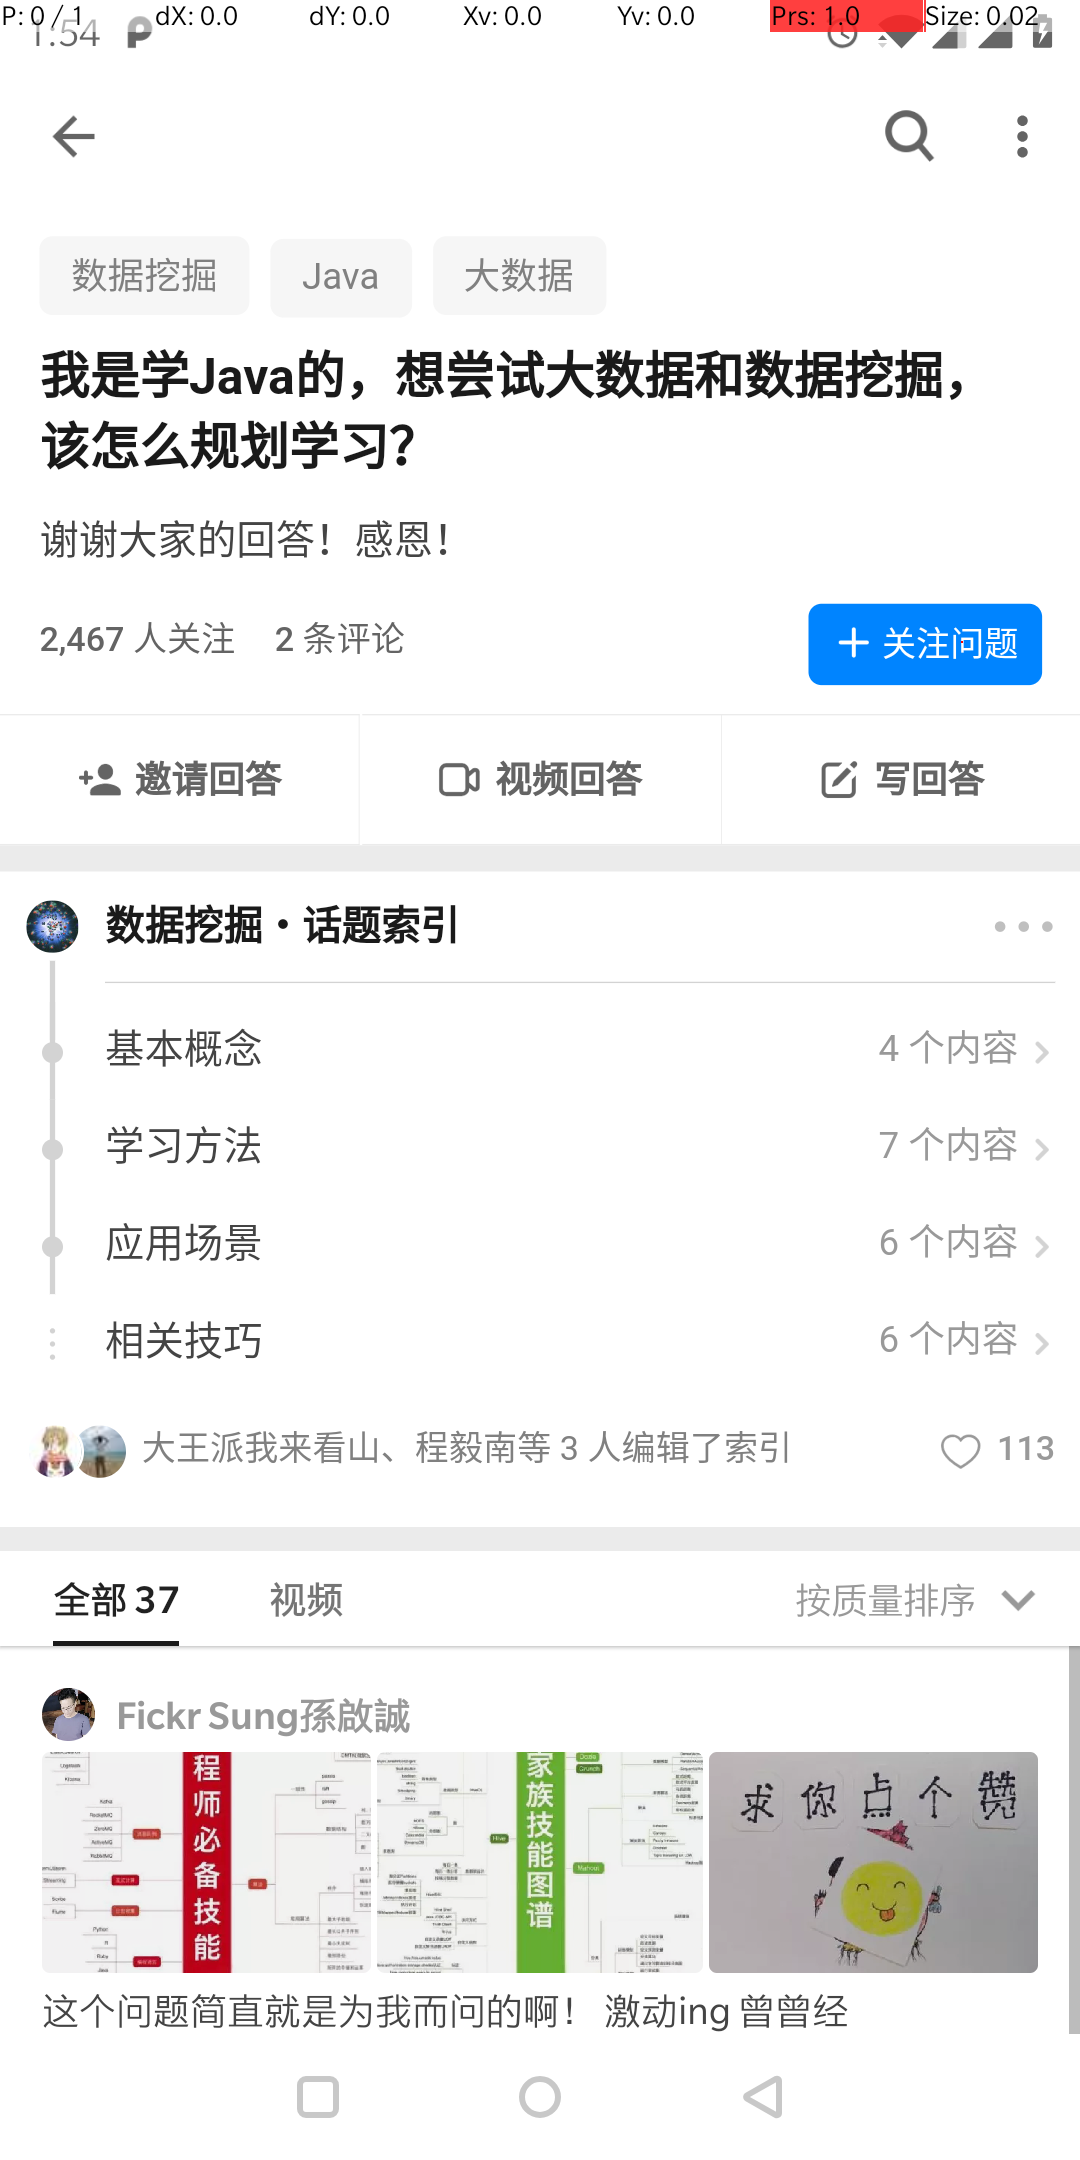 P: 0 / 1 dX: 0.0 dY: 0.0 Xv: 0.0 Yv: 0.0 Prs: 1.0 Size: 0.02
1:54
数据挖掘 Java 大数据
我是学Java的，想尝试大数据和数据挖掘，
该怎么规划学习？
谢谢大家的回答！感恩！
2,467 人关注 2 条评论 关注问题
邀请回答 视频回答 写回答
数据挖掘・话题索引
基本概念 4 个内容
学习方法 7 个内容
应用场景 6 个内容
相关技巧 6 个内容
大王派我来看山、程毅南等 3 人编辑了索引 113
全部 37 视频 按质量排序
Fickr Sung孫啟誠
程师必备技能
家族技能图谱
求你点个赞
这个问题简直就是为我而问的啊！ 激动ing 曾曾经